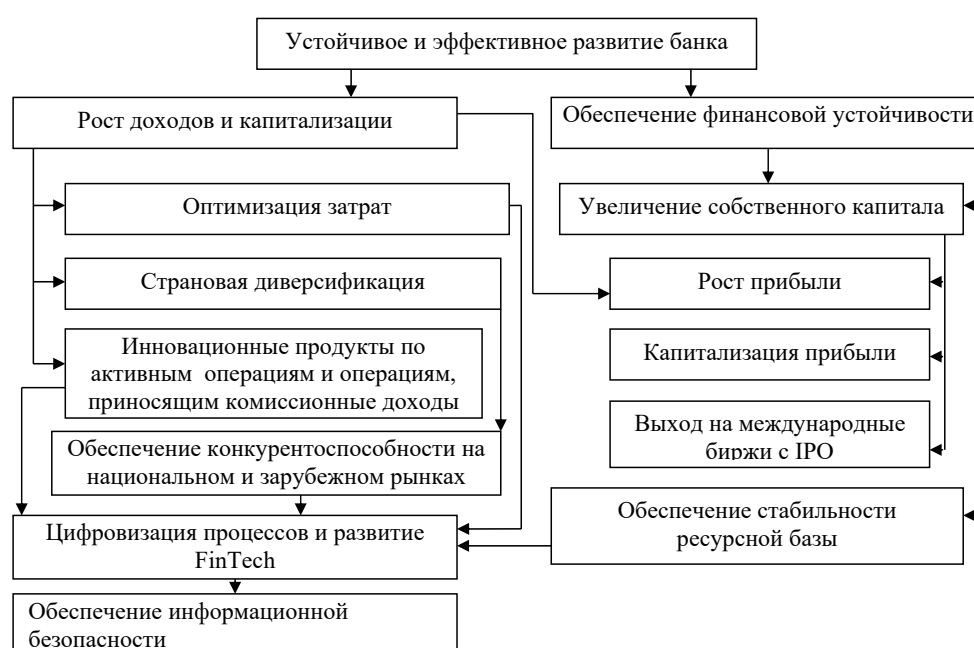 Устойчивое и эффективное развитие банка
Рост доходов и капитализации
Обеспечение финансовой устойчивости
Оптимизация затрат
Увеличение собственного капитала
Страновая диверсификация
Рост прибыли
Инновационные продукты по
активным операциям и операциям,
приносящим комиссионные доходы
Капитализация прибыли
Выход на международные
биржи с IPO
Обеспечение конкурентоспособности на
национальном и зарубежном рынках
Обеспечение стабильности
ресурсной базы
Цифровизация процессов и развитие
FinTech
Обеспечение информационной
безопасности